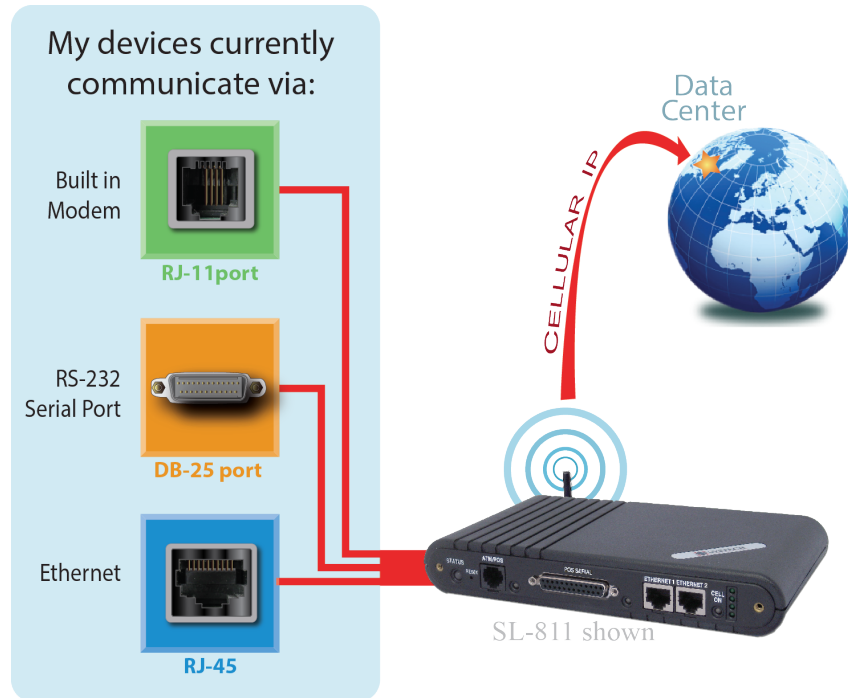 My devices currently
communicate via:
Built in
Modem
RJ-11port
RS-232
Serial Port
DB-25 port
Ethernet
RJ-45
Data
Center
CELLULAR IP
STATUS
ATM/POS
POS SERIAL
ETHERNET 1 ETHERNET 2
CELL
ON
SL-811 shown